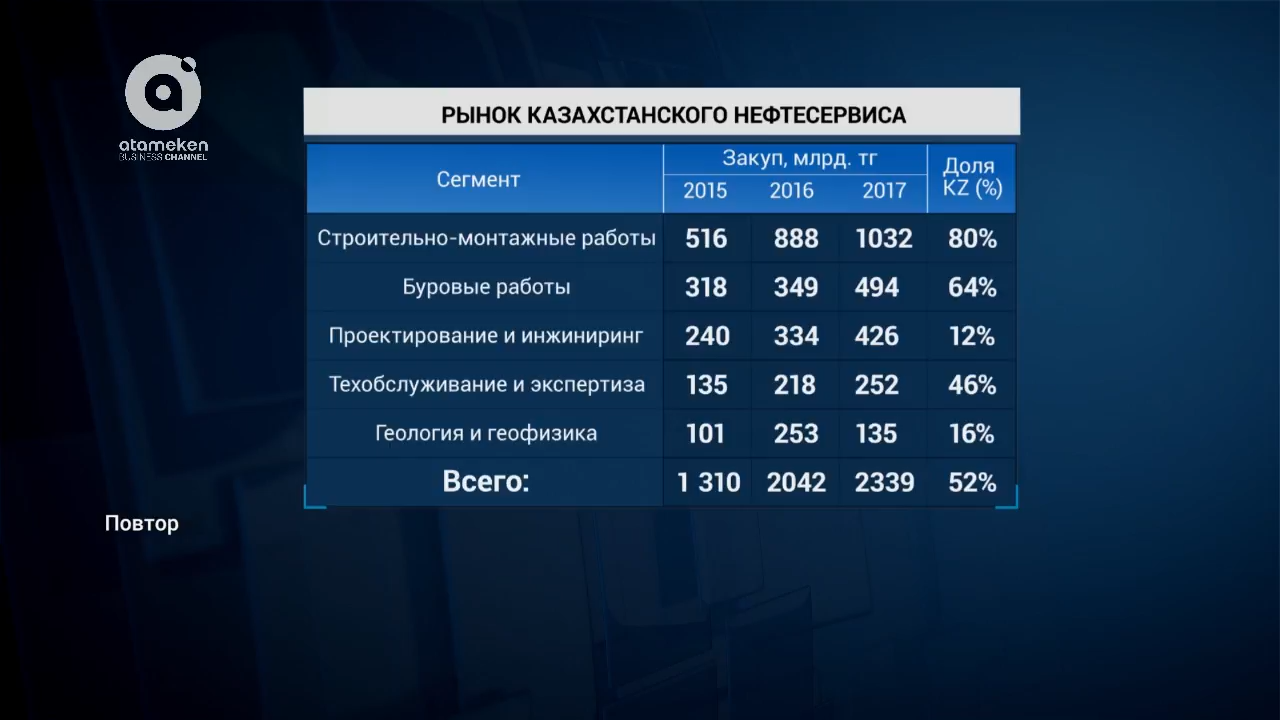 atameken
BUSINESS CHANNEL
РЫНОК КАЗАХСТАНСКОГО НЕФТЕСЕРВИСА
Сегмент
Закуп, млрд. тг
2015 2016 2017
Доля
KZ (%)
Строительно-монтажные работы 516 888 1032 80%
Буровые работы 318 349 494 64%
Проектирование и инжиниринг 240 334 426 12%
Техобслуживание и экспертиза 135 218 252 46%
Геология и геофизика 101 253 135 16%
Всего: 1 310 2042 2339 52%
Повтор